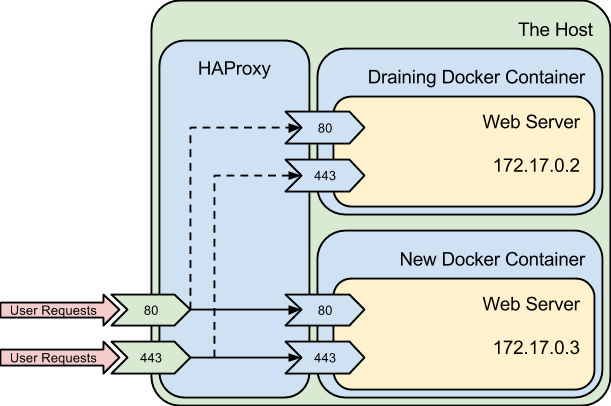 The Host
HAProxy
Draining Docker Container
80
Web Server
443
172.17.0.2
New Docker Container
User Requests
80
80
Web Server
User Requests
443
443
172.17.0.3